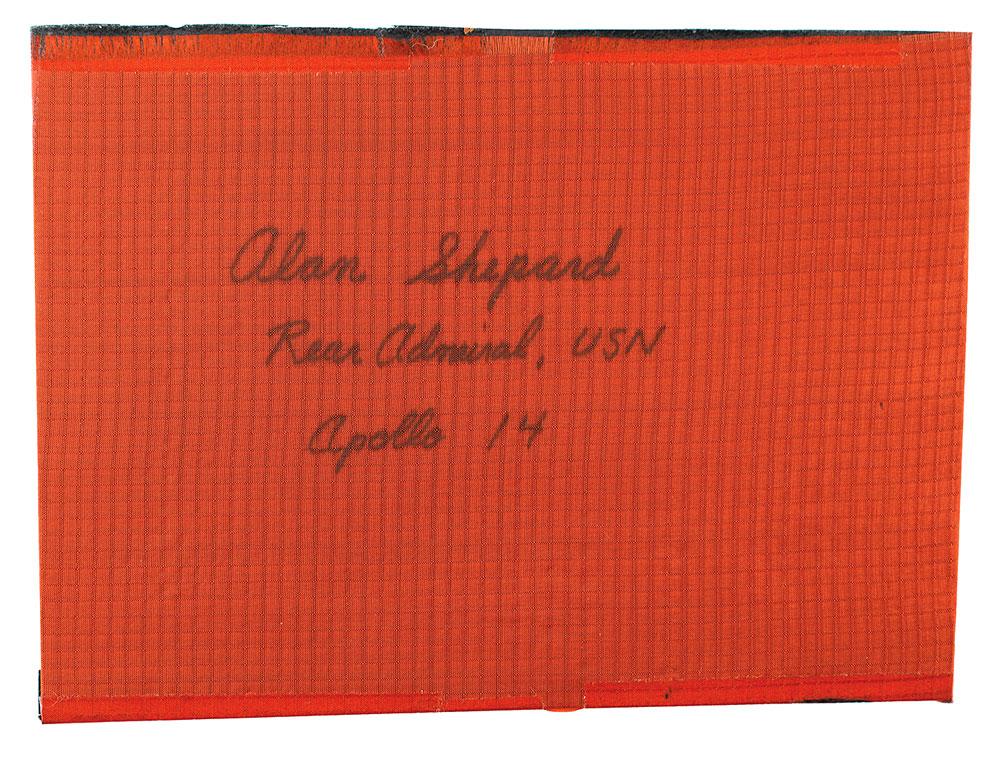 Alan Shepard
Rear Admiral, USN
Apollo 14